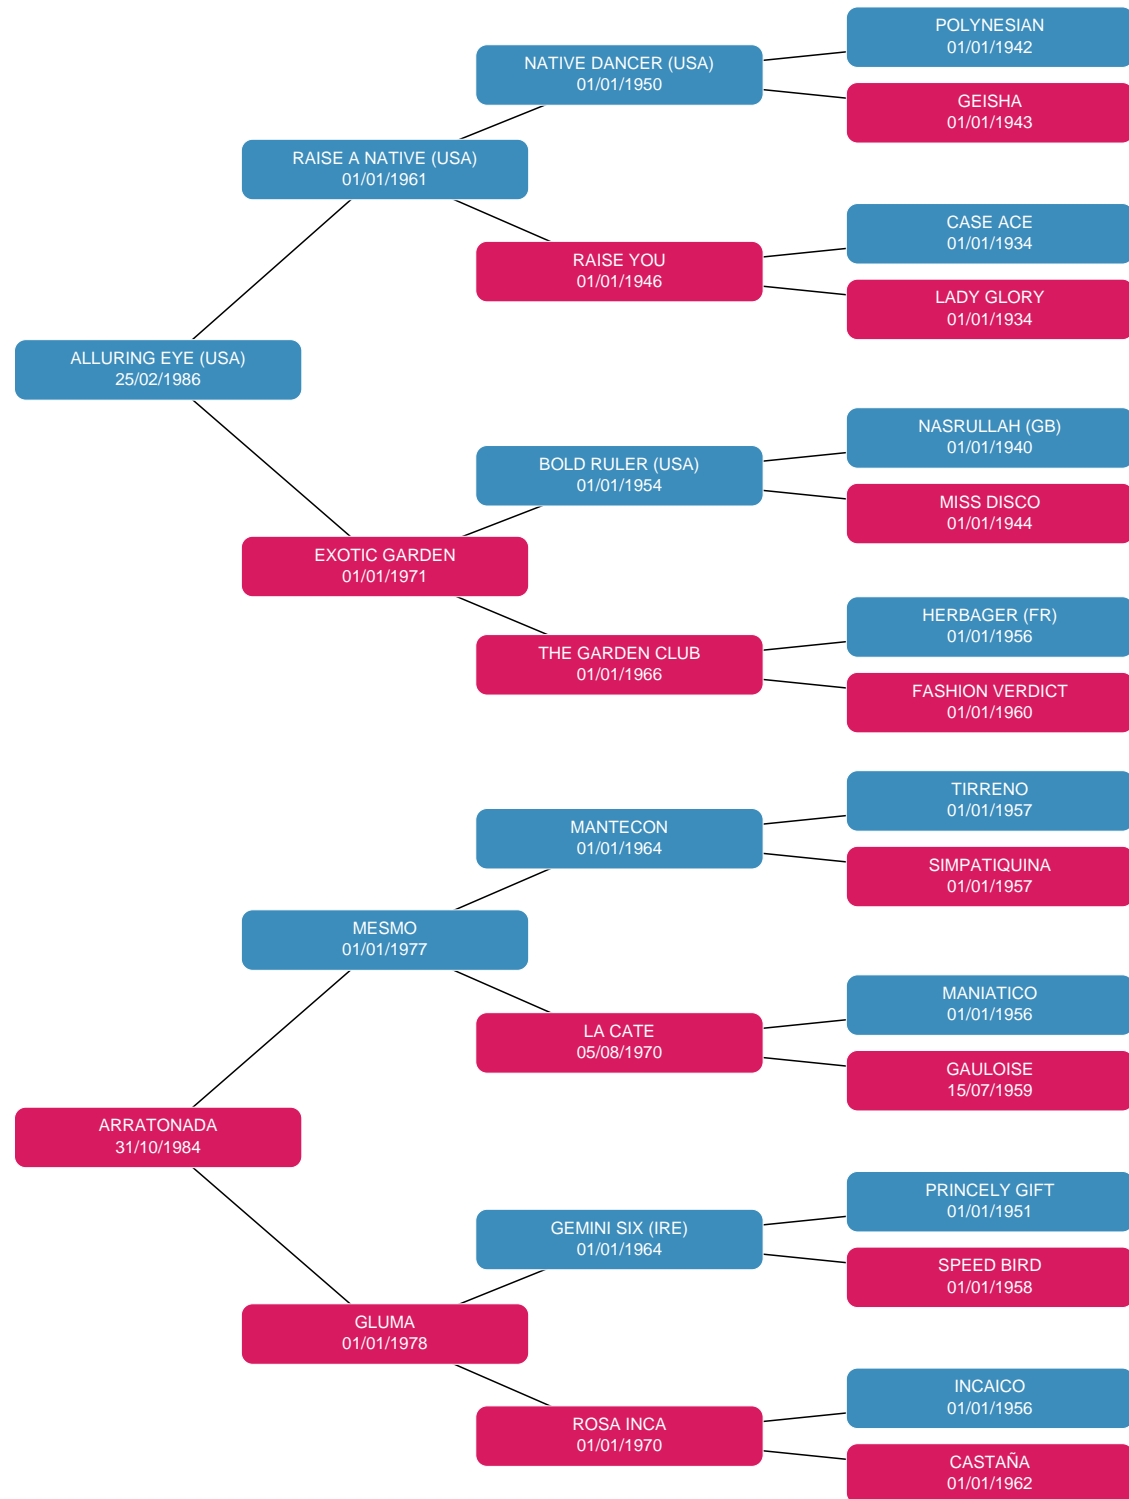 POLYNESIAN
01/01/1942
NATIVE DANCER (USA)
01/01/1950
GEISHA
01/01/1943
RAISE A NATIVE (USA)
01/01/1961
CASE ACE
01/01/1934
RAISE YOU
01/01/1946
LADY GLORY
01/01/1934
ALLURING EYE (USA)
25/02/1986
NASRULLAH (GB)
01/01/1940
BOLD RULER (USA)
01/01/1954
MISS DISCO
01/01/1944
EXOTIC GARDEN
01/01/1971
HERBAGER (FR)
01/01/1956
THE GARDEN CLUB
01/01/1966
FASHION VERDICT
01/01/1960
TIRRENO
01/01/1957
MANTECON
01/01/1964
SIMPATIQUINA
01/01/1957
MESMO
01/01/1977
MANIATICO
01/01/1956
LA CATE
05/08/1970
GAULOISE
15/07/1959
ARRATONADA
31/10/1984
PRINCELY GIFT
01/01/1951
GEMINI SIX (IRE)
01/01/1964
SPEED BIRD
01/01/1958
GLUMA
01/01/1978
INCAICO
01/01/1956
ROSA INCA
01/01/1970
CASTAÑA
01/01/1962